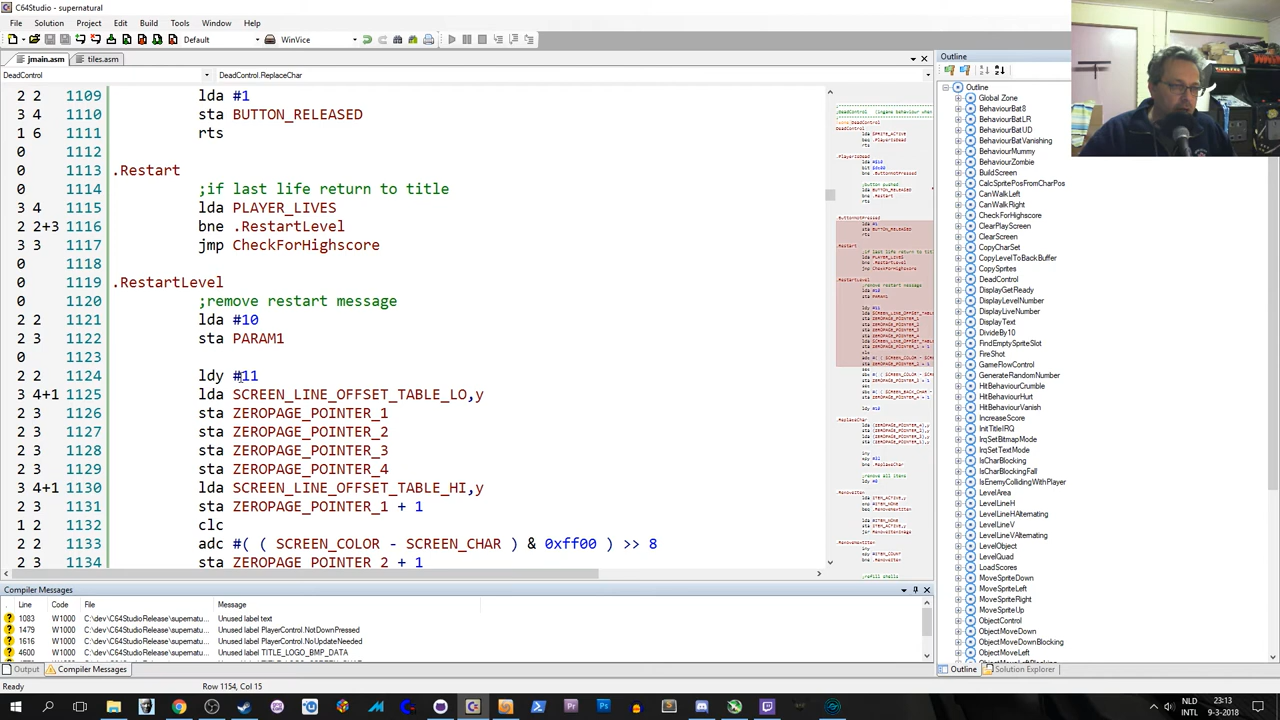 C64Studio - supernatural
File Solution Project Edit Build Tools Window Help
Default WinVice
jmain.asm tiles.asm
DeadControl DeadControl.ReplaceChar
2 2 1109 lda #1
3 4 1110 sta BUTTON_RELEASED
1 6 1111 rts
0 1112
0 1113 .Restart
0 1114 ;if last life return to title
3 4 1115 lda PLAYER_LIVES
2 2+3 1116 bne .RestartLevel
3 3 1117 jmp CheckForHighscore
0 1118
0 1119 .RestartLevel
0 1120 ;remove restart message
2 2 1121 lda #10
2 3 1122 sta PARAM1
0 1123
2 2 1124 ldy #11
3 4+1 1125 lda SCREEN_LINE_OFFSET_TABLE_LO,y
2 3 1126 sta ZEROPAGE_POINTER_1
2 3 1127 sta ZEROPAGE_POINTER_2
2 3 1128 sta ZEROPAGE_POINTER_3
2 3 1129 sta ZEROPAGE_POINTER_4
3 4+1 1130 lda SCREEN_LINE_OFFSET_TABLE_HI,y
2 3 1131 sta ZEROPAGE_POINTER_1 + 1
1 2 1132 clc
2 2 1133 adc #( ( SCREEN_COLOR - SCREEN_CHAR ) & 0xff00 ) >> 8
2 3 1134 sta ZEROPAGE_POINTER_2 + 1
Outline
Outline
Global Zone
BehaviourBat8
BehaviourBatLR
BehaviourBatUD
BehaviourBatVanishing
BehaviourMummy
BehaviourZombie
BuildScreen
CalcSpritePosFromCharPos
CanWalkLeft
CanWalkRight
CheckForHighscore
ClearPlayScreen
ClearScreen
CopyCharSet
CopyLevelToBackBuffer
CopySprites
DeadControl
DisplayGetReady
DisplayLevelNumber
DisplayLiveNumber
DisplayText
DivideBy10
FindEmptySpriteSlot
FireShot
GameFlowControl
GenerateRandomNumber
HitBehaviourCrumble
HitBehaviourHurt
HitBehaviourVanish
IncreaseScore
InitTitleIRQ
IrqSetBitmapMode
IrqSetTextMode
IsCharBlocking
IsCharBlockingFall
IsEnemyCollidingWithPlayer
LevelArea
LevelLineH
LevelLineHAlternating
LevelLineV
LevelLineVAlternating
LevelObject
LevelQuad
LoadScores
MoveSpriteDown
MoveSpriteLeft
MoveSpriteRight
MoveSpriteUp
ObjectControl
ObjectMoveDown
ObjectMoveDownBlocking
ObjectMoveLeft
Outline Solution Explorer
Compiler Messages
Line Code File Message
1083 W1000 C:\dev\C64StudioRelease\supernatu... Unused label text
1479 W1000 C:\dev\C64StudioRelease\supernatu... Unused label PlayerControl.NotDownPressed
1616 W1000 C:\dev\C64StudioRelease\supernatu... Unused label PlayerControl.NoUpdateNeeded
4600 W1000 C:\dev\C64StudioRelease\supernatu... Unused label TITLE_LOGO_BMP_DATA
Output Compiler Messages
Ready Row 1154, Col 15
NLD 23:13
INTL 9-3-2018